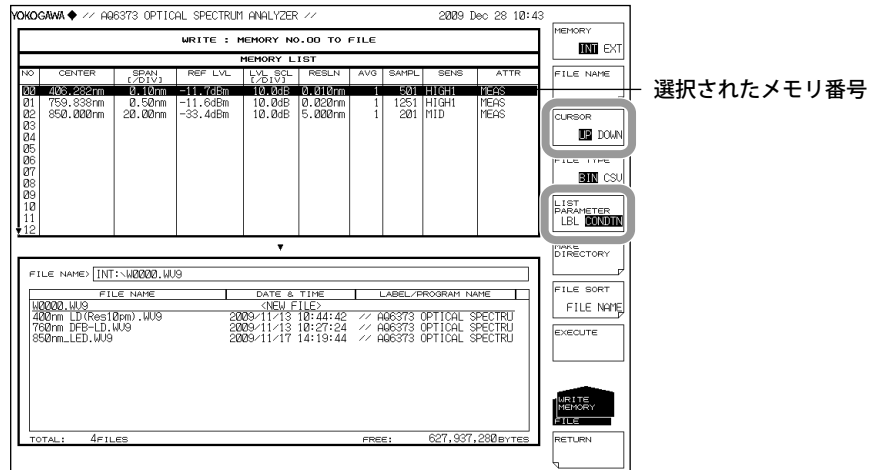 YOKOGAWA◆ // AQ6373 OPTICAL SPECTRUM ANALYZER // 2009 Dec 28 10:43
WRITE : MEMORY NO.00 TO FILE
MEMORY LIST
NO CENTER SPAN [/DIV] REF LVL LVL SCL [/DIV] RESLN AVG SAMPL SENS ATTR
00 406.282nm 0.10nm -11.7dBm 10.0dB 0.010nm 1 501 HIGH1 MEAS
01 759.838nm 0.50nm -11.6dBm 10.0dB 0.020nm 1 1251 HIGH1 MEAS
02 850.000nm 20.00nm -33.4dBm 10.0dB 5.000nm 1 201 MID MEAS
03
04
05
06
07
08
09
10
11
▼12
▼
FILE NAME> INT:\W0000.WU9
FILE NAME DATE & TIME LABEL/PROGRAM NAME
W0000.WU9 <NEW FILE>
400nm LD(Res10pm).WU9 2009/11/13 10:44:42 // AQ6373 OPTICAL SPECTRU
760nm DFB-LD.WU9 2009/11/13 10:27:24 // AQ6373 OPTICAL SPECTRU
850nm_LED.WU9 2009/11/17 14:19:44 // AQ6373 OPTICAL SPECTRU
TOTAL: 4FILES FREE: 627,937,280BYTES
MEMORY
INT EXT
FILE NAME
CURSOR
UP DOWN
FILE TYPE
BIN CSV
LIST
PARAMETER
LBL CONDTN
MAKE
DIRECTORY
FILE SORT
FILE NAME
EXECUTE
WRITE
MEMORY
FILE
RETURN
選択されたメモリ番号